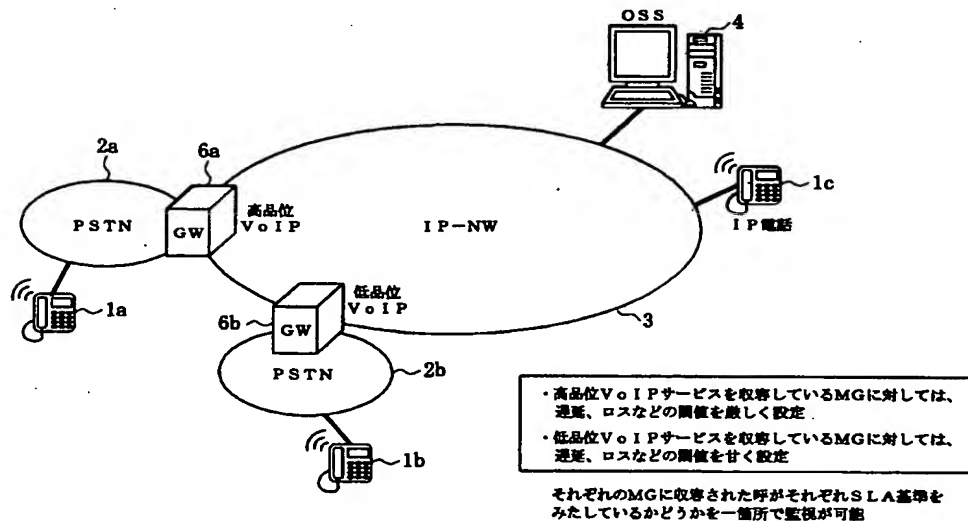 OSS
4
2a
6a
PSTN
GW
高品位
VoIP
IP-NW
1c
IP電話
1a
低品位
VoIP
6b
GW
3
PSTN
2b
1b
・高品位VoIPサービスを収容しているMGに対しては、
遅延、ロスなどの閾値を厳しく設定
・低品位VoIPサービスを収容しているMGに対しては、
遅延、ロスなどの閾値を甘く設定
それぞれのMGに収容された呼がそれぞれSLA基準を
みたしているかどうかを一箇所で監視が可能